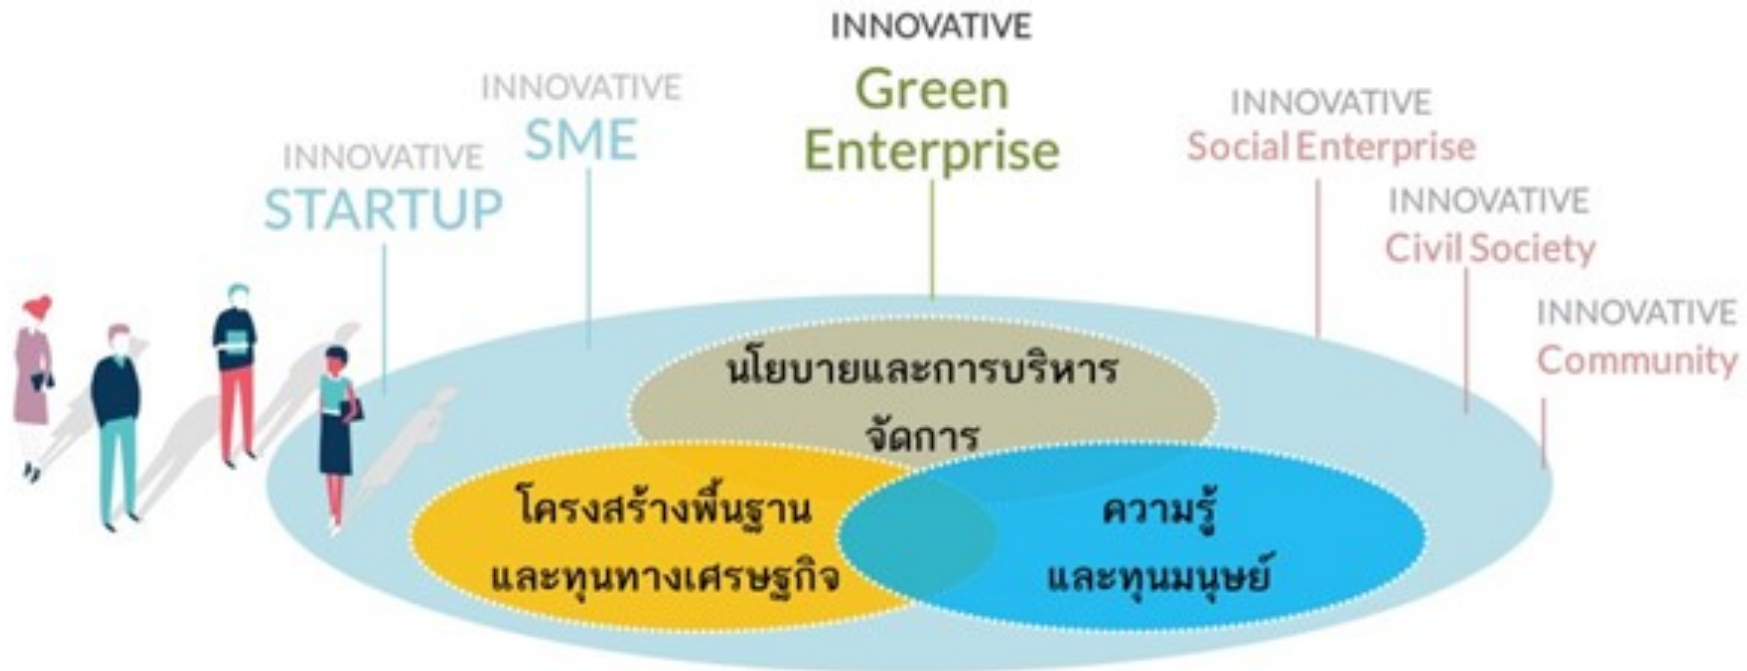 INNOVATIVE
Green
Enterprise
INNOVATIVE
SME
INNOVATIVE
STARTUP
INNOVATIVE
Social Enterprise
INNOVATIVE
Civil Society
INNOVATIVE
Community
นโยบายและการบริหาร
จัดการ
โครงสร้างพื้นฐาน
และทุนทางเศรษฐกิจ
ความรู้
และทุนมนุษย์